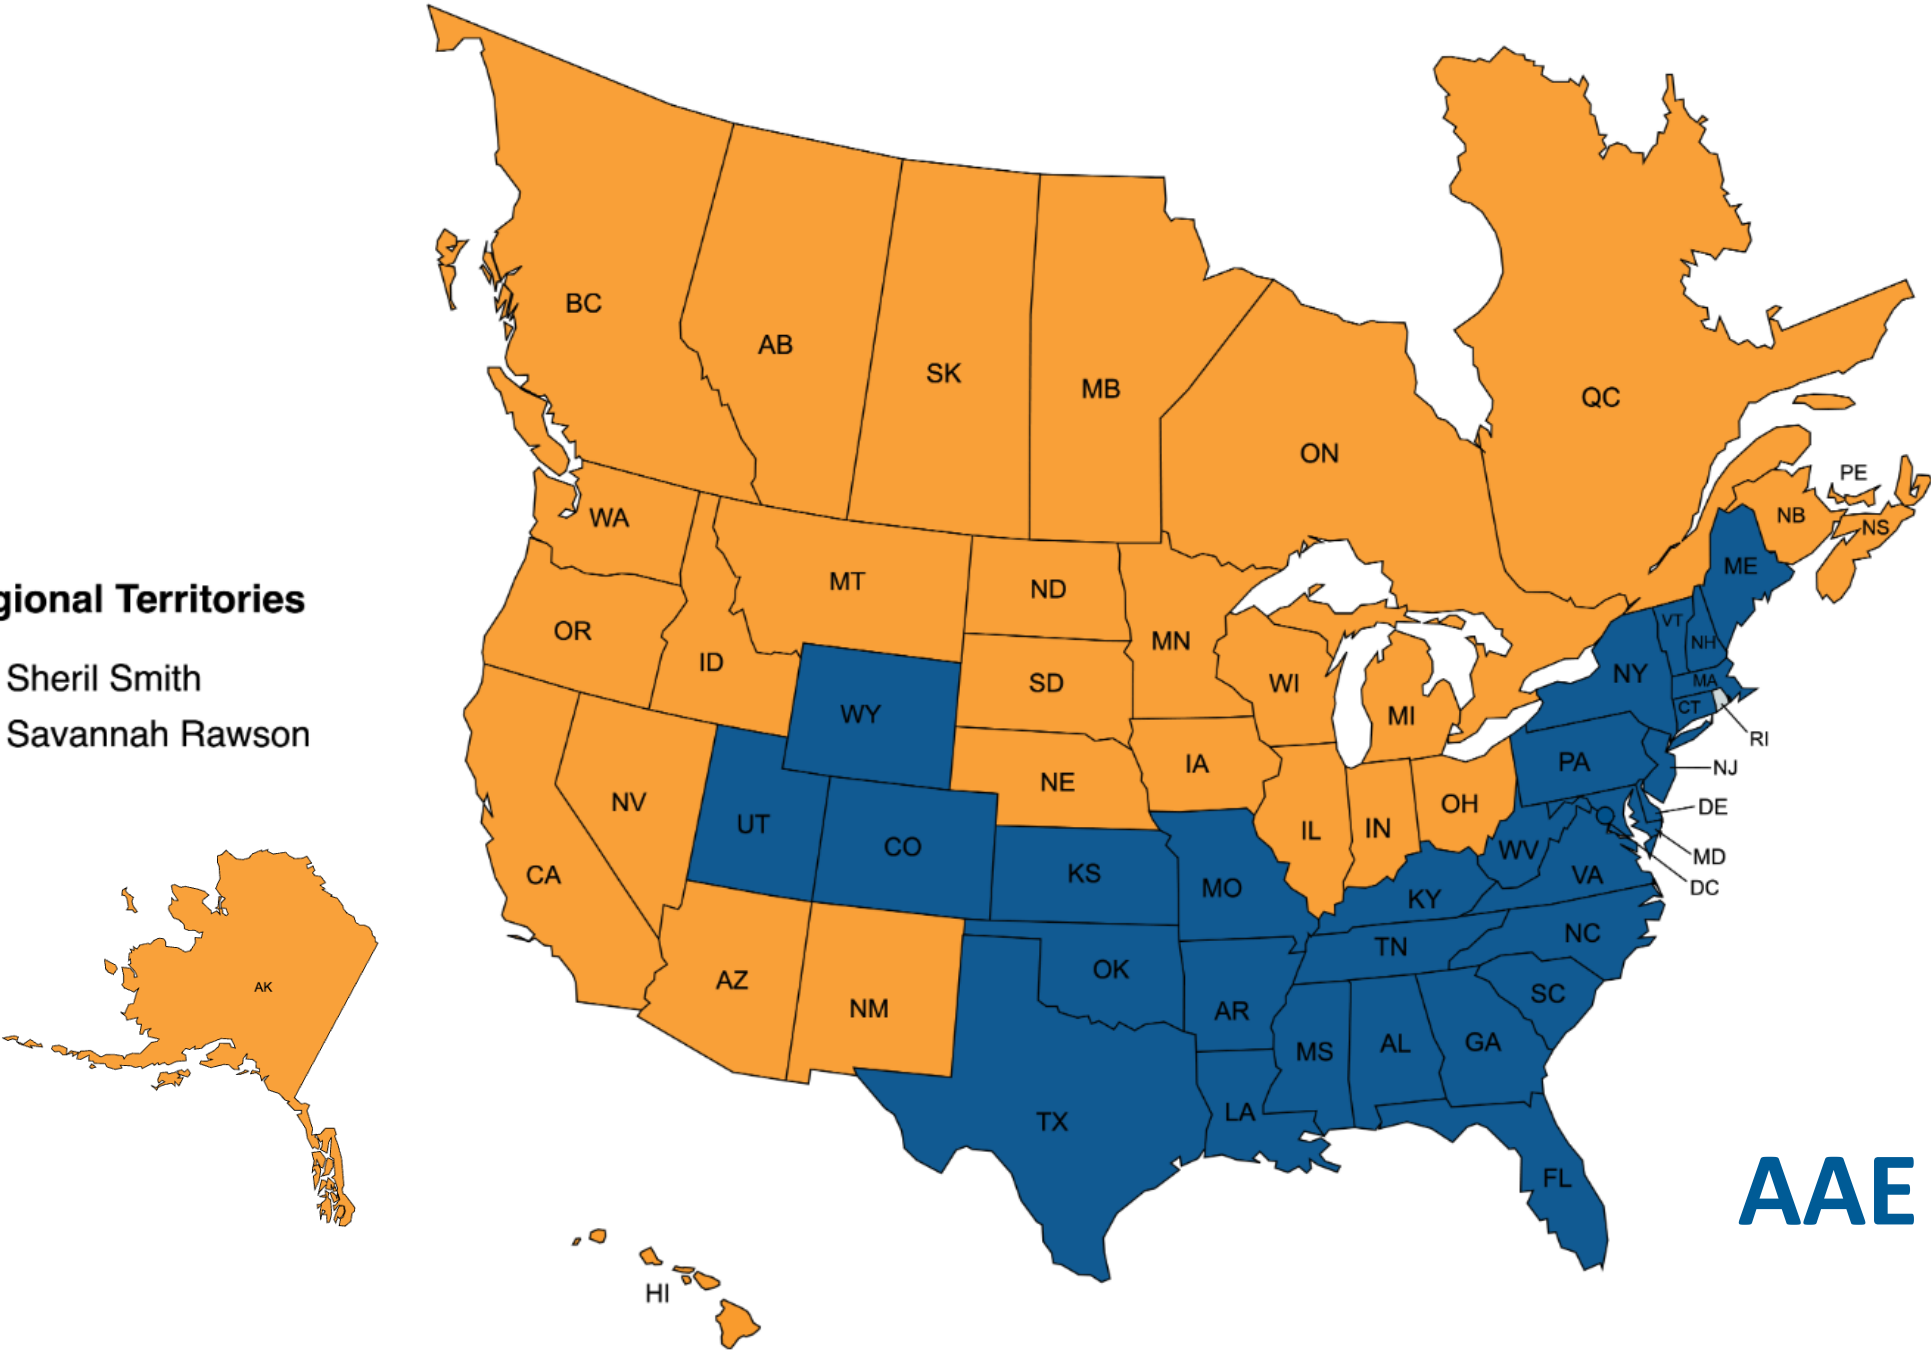 gional Territories
Sheril Smith
Savannah Rawson
BC
AB
SK
MB
ON
QC
PE
NB
NS
WA
MT
ND
MN
ME
OR
ID
SD
WI
MI
VT
NH
NY
MA
CT
RI
WY
NE
IA
PA
NJ
NV
UT
CO
KS
MO
IL
IN
OH
WV
VA
DE
MD
DC
CA
KY
AZ
NM
OK
AR
TN
NC
SC
AK
TX
LA
MS
AL
GA
FL
HI
AAE